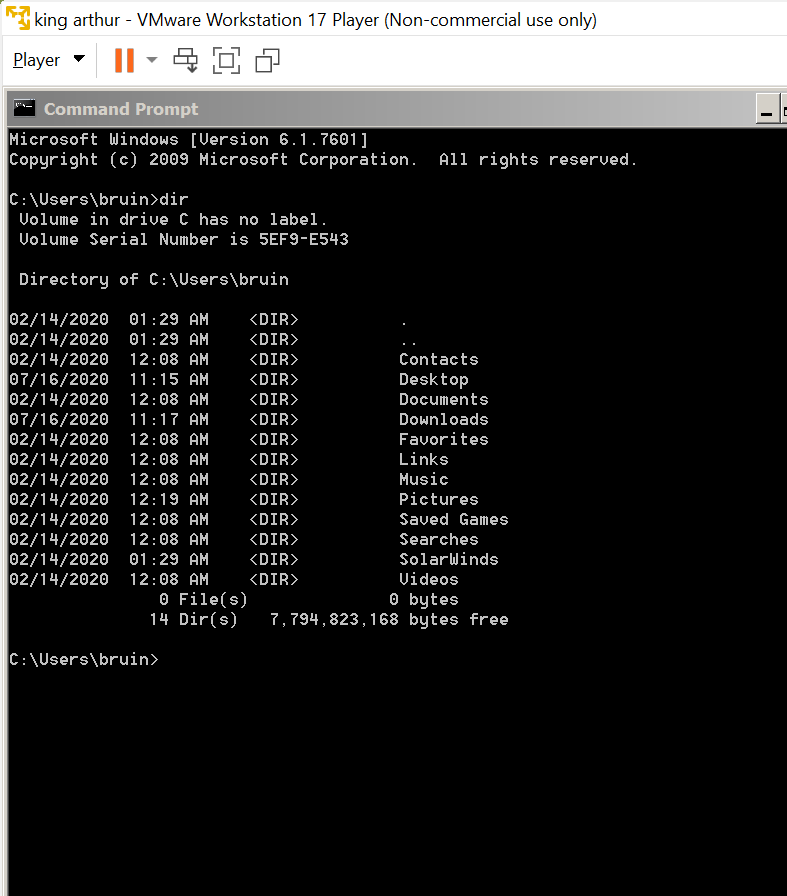 king arthur - VMware Workstation 17 Player (Non-commercial use only)
Player
Command Prompt
Microsoft Windows [Version 6.1.7601]
Copyright (c) 2009 Microsoft Corporation.  All rights reserved.
C:\Users\bruin>dir
 Volume in drive C has no label.
 Volume Serial Number is 5EF9-E543
 Directory of C:\Users\bruin
02/14/2020  01:29 AM    <DIR>          .
02/14/2020  01:29 AM    <DIR>          ..
02/14/2020  12:08 AM    <DIR>          Contacts
07/16/2020  11:15 AM    <DIR>          Desktop
02/14/2020  12:08 AM    <DIR>          Documents
07/16/2020  11:17 AM    <DIR>          Downloads
02/14/2020  12:08 AM    <DIR>          Favorites
02/14/2020  12:08 AM    <DIR>          Links
02/14/2020  12:08 AM    <DIR>          Music
02/14/2020  12:19 AM    <DIR>          Pictures
02/14/2020  12:08 AM    <DIR>          Saved Games
02/14/2020  12:08 AM    <DIR>          Searches
02/14/2020  01:29 AM    <DIR>          SolarWinds
02/14/2020  12:08 AM    <DIR>          Videos
               0 File(s)              0 bytes
              14 Dir(s)   7,794,823,168 bytes free
C:\Users\bruin>